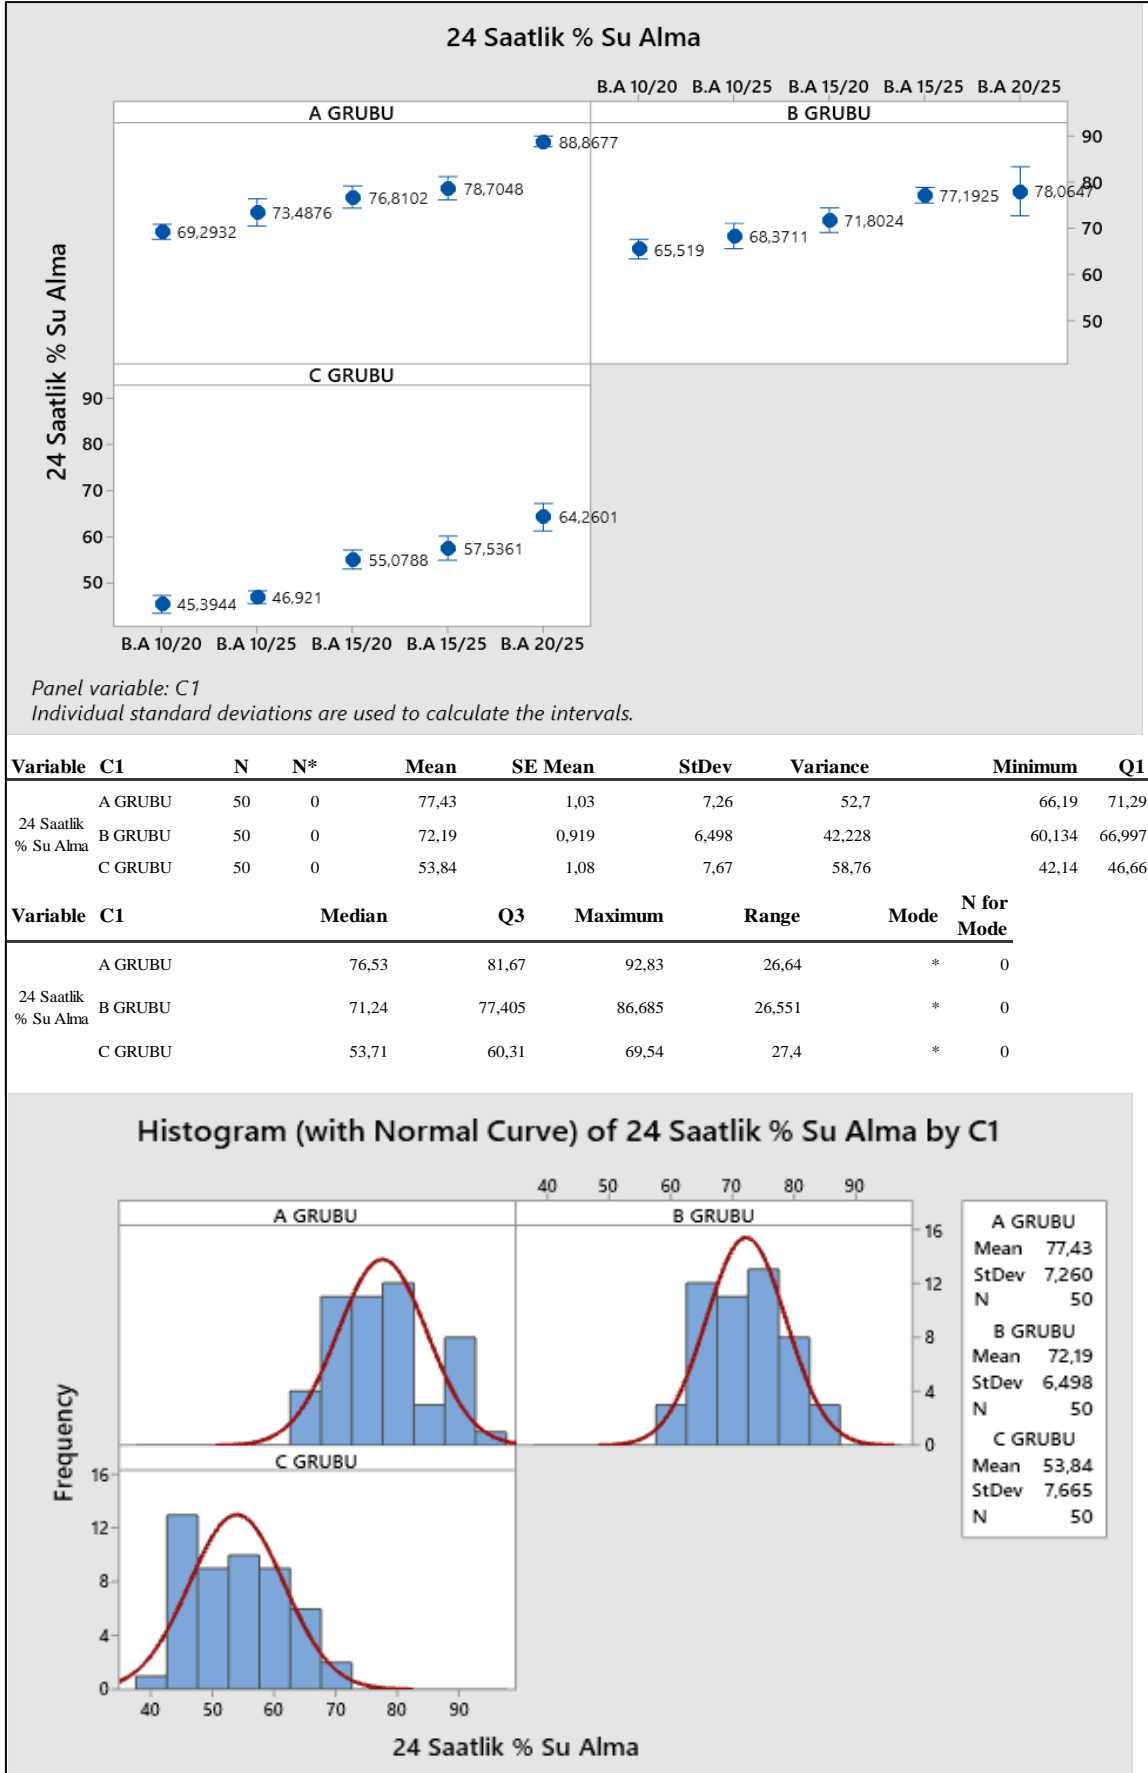 24 Saatlik % Su Alma
B.A 10/20 B.A 10/25 B.A 15/20 B.A 15/25 B.A 20/25
A GRUBU B GRUBU
69,2932 73,4876 76,8102 78,7048 88,8677
65,519 68,3711 71,8024 77,1925 78,0647
90
80
70
60
50
24 Saatlik % Su Alma
C GRUBU
90
80
70
60
50
45,3944 46,921 55,0788 57,5361 64,2601
B.A 10/20 B.A 10/25 B.A 15/20 B.A 15/25 B.A 20/25
Panel variable: C1
Individual standard deviations are used to calculate the intervals.
Variable C1 N N* Mean SE Mean StDev Variance Minimum Q1
24 Saatlik % Su Alma
A GRUBU 50 0 77,43 1,03 7,26 52,7 66,19 71,29
B GRUBU 50 0 72,19 0,919 6,498 42,228 60,134 66,997
C GRUBU 50 0 53,84 1,08 7,67 58,76 42,14 46,66
Variable C1 Median Q3 Maximum Range Mode N for Mode
24 Saatlik % Su Alma
A GRUBU 76,53 81,67 92,83 26,64 * 0
B GRUBU 71,24 77,405 86,685 26,551 * 0
C GRUBU 53,71 60,31 69,54 27,4 * 0
Histogram (with Normal Curve) of 24 Saatlik % Su Alma by C1
40 50 60 70 80 90
A GRUBU B GRUBU
16
12
8
4
0
A GRUBU
Mean 77,43
StDev 7,260
N 50
B GRUBU
Mean 72,19
StDev 6,498
N 50
C GRUBU
Mean 53,84
StDev 7,665
N 50
Frequency
C GRUBU
16
12
8
4
0
40 50 60 70 80 90
24 Saatlik % Su Alma